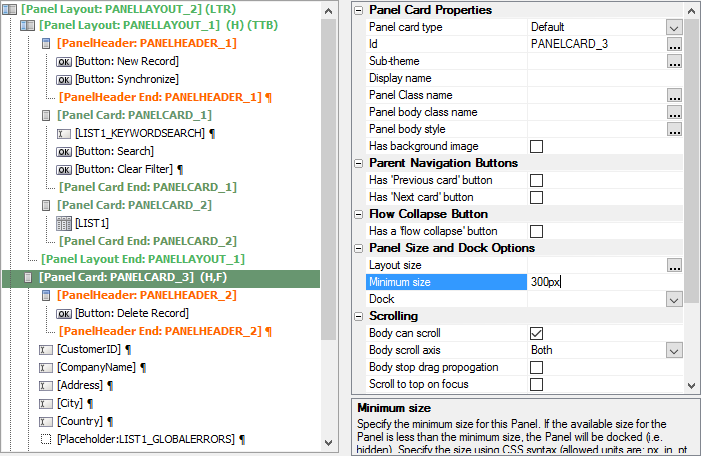 [Panel Layout: PANELLAYOUT_2] (LTR)
[Panel Layout: PANELLAYOUT_1] (H) (TTB)
[PanelHeader: PANELHEADER_1]
OK [Button: New Record]
OK [Button: Synchronize]
[PanelHeader End: PANELHEADER_1] ¶
[Panel Card: PANELCARD_1]
[LIST1_KEYWORDSEARCH] ¶
OK [Button: Search]
OK [Button: Clear Filter] ¶
[Panel Card End: PANELCARD_1]
[Panel Card: PANELCARD_2]
[LIST1]
[Panel Card End: PANELCARD_2]
[Panel Layout End: PANELLAYOUT_1]
[Panel Card: PANELCARD_3] (H,F)
[PanelHeader: PANELHEADER_2]
OK [Button: Delete Record]
[PanelHeader End: PANELHEADER_2] ¶
[CustomerID] ¶
[CompanyName] ¶
[Address] ¶
[City] ¶
[Country] ¶
[Placeholder:LIST1_GLOBALERRORS] ¶
Panel Card Properties
Panel card type Default
Id PANELCARD_3 ...
Sub-theme ...
Display name
Panel Class name ...
Panel body class name ...
Panel body style ...
Has background image
Parent Navigation Buttons
Has 'Previous card' button
Has 'Next card' button
Flow Collapse Button
Has a 'flow collapse' button
Panel Size and Dock Options
Layout size ...
Minimum size 300px
Dock
Scrolling
Body can scroll
Body scroll axis Both
Body stop drag propogation
Scroll to top on focus
Minimum size
Specify the minimum size for this Panel. If the available size for the
Panel is less than the minimum size, the Panel will be docked (i.e.
hidden). Specify the size using CSS syntax (allowed units are: px, in, pt